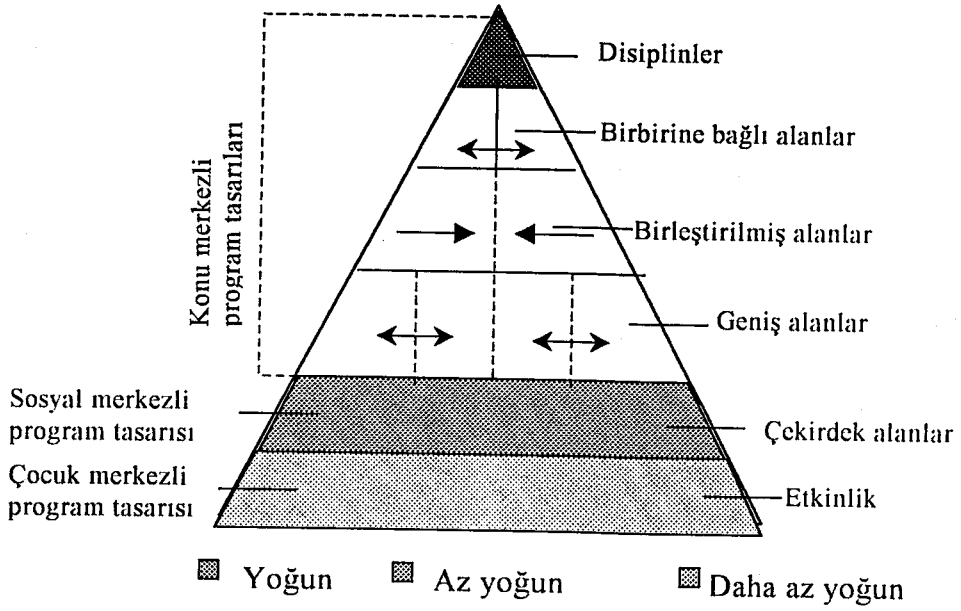 Disiplinler
Birbirine bağlı alanlar
Konu merkezli
program tasarıları
Birleştirilmiş alanlar
Geniş alanlar
Sosyal merkezli
program tasarısı
Çekirdek alanlar
Çocuk merkezli
program tasarısı
Etkinlik
Yoğun
Az yoğun
Daha az yoğun